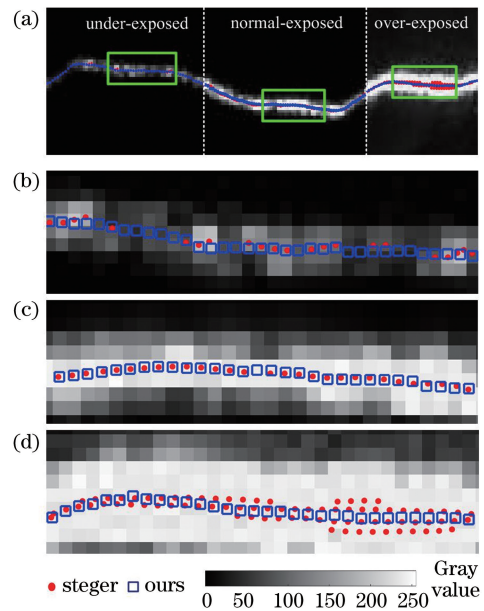 (a)
under-exposed normal-exposed over-exposed
(b)
(c)
(d)
steger ours
Gray value
0 50 100 150 200 250